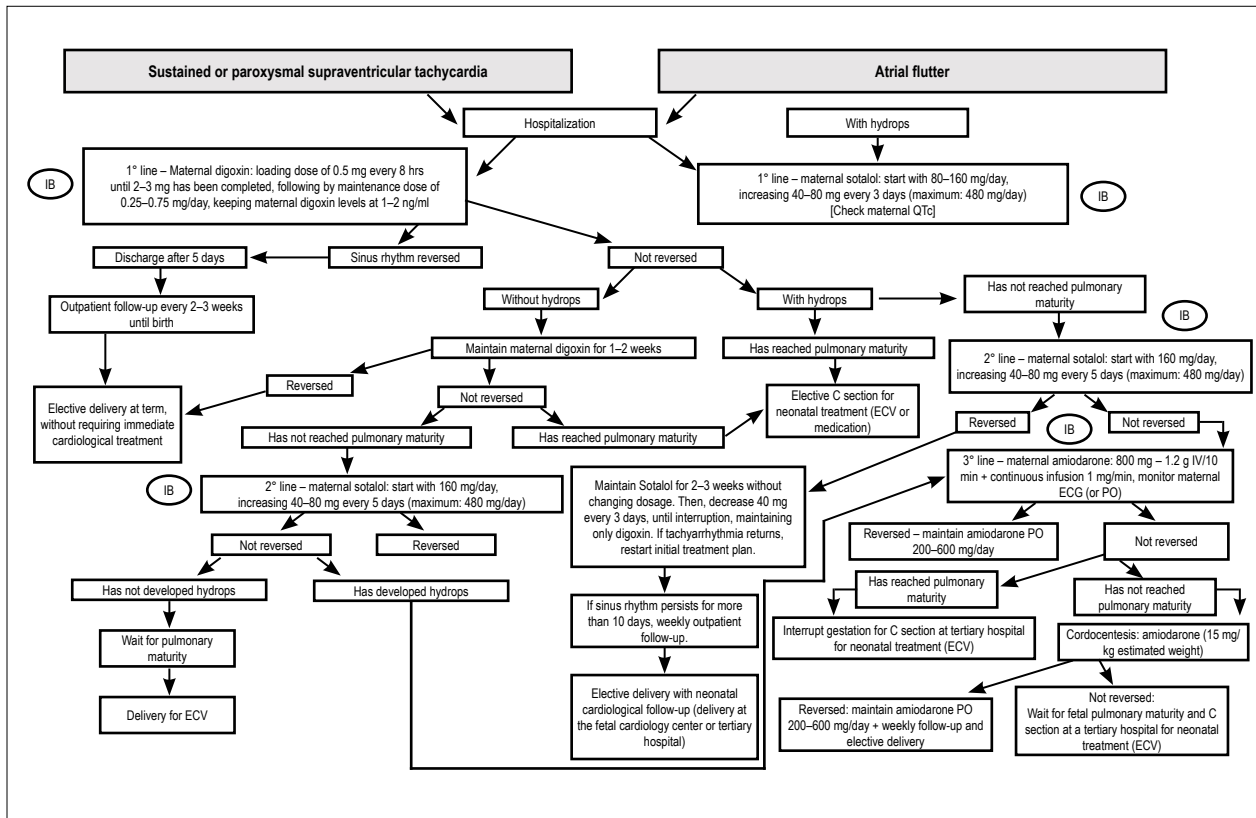 Sustained or paroxysmal supraventricular tachycardia
Atrial flutter
Hospitalization
With hydrops
IB
1° line – Maternal digoxin: loading dose of 0.5 mg every 8 hrs
until 2–3 mg has been completed, following by maintenance dose of
0.25–0.75 mg/day, keeping maternal digoxin levels at 1–2 ng/ml
1° line – maternal sotalol: start with 80–160 mg/day,
increasing 40–80 mg every 3 days (maximum: 480 mg/day)
[Check maternal QTc]
IB
Discharge after 5 days
Sinus rhythm reversed
Not reversed
Outpatient follow-up every 2–3 weeks
until birth
Without hydrops
With hydrops
Has not reached pulmonary
maturity
IB
Maintain maternal digoxin for 1–2 weeks
Has reached pulmonary maturity
2° line – maternal sotalol: start with 160 mg/day,
increasing 40–80 mg every 5 days (maximum: 480 mg/day)
Reversed
Not reversed
Elective C section for
neonatal treatment (ECV or
medication)
Elective delivery at term,
without requiring immediate
cardiological treatment
Has not reached pulmonary maturity
Has reached pulmonary maturity
Reversed
IB
Not reversed
IB
2° line – maternal sotalol: start with 160 mg/day,
increasing 40–80 mg every 5 days (maximum: 480 mg/day)
Maintain Sotalol for 2–3 weeks without
changing dosage. Then, decrease 40 mg
every 3 days, until interruption, maintaining
only digoxin. If tachyarrhythmia returns,
restart initial treatment plan.
3° line – maternal amiodarone: 800 mg – 1.2 g IV/10
min + continuous infusion 1 mg/min, monitor maternal
ECG (or PO)
Not reversed
Reversed
Reversed – maintain amiodarone PO
200–600 mg/day
Not reversed
Has not developed hydrops
Has developed hydrops
Has reached pulmonary
maturity
Has not reached
pulmonary maturity
Wait for pulmonary
maturity
If sinus rhythm persists for more
than 10 days, weekly outpatient
follow-up.
Interrupt gestation for C section at tertiary hospital
for neonatal treatment (ECV)
Cordocentesis: amiodarone (15 mg/
kg estimated weight)
Delivery for ECV
Elective delivery with neonatal
cardiological follow-up (delivery at
the fetal cardiology center or tertiary
hospital)
Reversed: maintain amiodarone PO
200–600 mg/day + weekly follow-up and
elective delivery
Not reversed:
Wait for fetal pulmonary maturity and C
section at a tertiary hospital for neonatal
treatment (ECV)